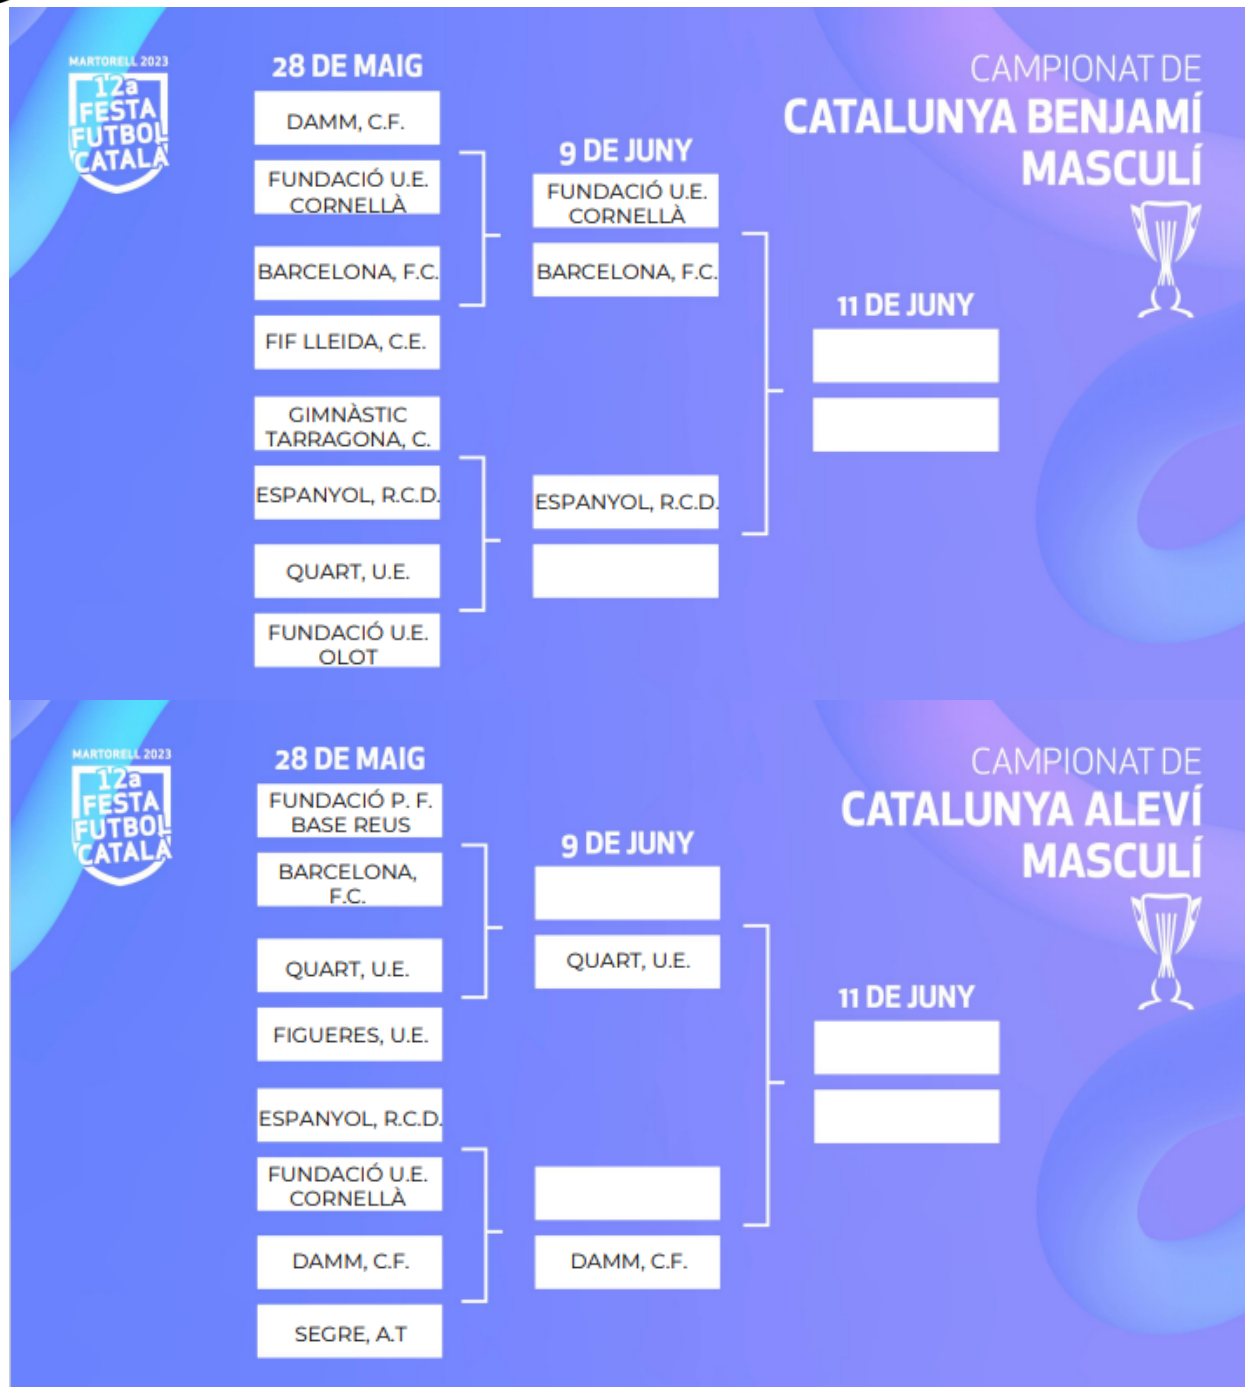 MARTORELL 2023
12a
FESTA
FUTBOL
CATALÀ
28 DE MAIG
DAMM, C.F.
FUNDACIÓ U.E.
CORNELLÀ
BARCELONA, F.C.
FIF LLEIDA, C.E.
GIMNÀSTIC
TARRAGONA, C.
ESPANYOL, R.C.D.
QUART, U.E.
FUNDACIÓ U.E.
OLOT
9 DE JUNY
FUNDACIÓ U.E.
CORNELLÀ
BARCELONA, F.C.
ESPANYOL, R.C.D.
11 DE JUNY
CAMPIONAT DE
CATALUNYA BENJAMÍ
MASCULÍ
MARTORELL 2023
12a
FESTA
FUTBOL
CATALÀ
28 DE MAIG
FUNDACIÓ P. F.
BASE REUS
BARCELONA,
F.C.
QUART, U.E.
FIGUERES, U.E.
ESPANYOL, R.C.D.
FUNDACIÓ U.E.
CORNELLÀ
DAMM, C.F.
SEGRE, A.T
9 DE JUNY
QUART, U.E.
DAMM, C.F.
11 DE JUNY
CAMPIONAT DE
CATALUNYA ALEVÍ
MASCULÍ